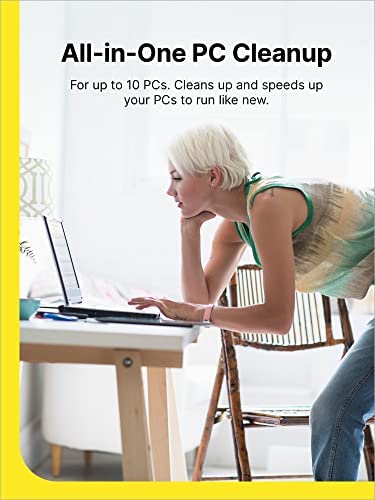 All-in-One PC Cleanup
For up to 10 PCs. Cleans up and speeds up
your PCs to run like new.